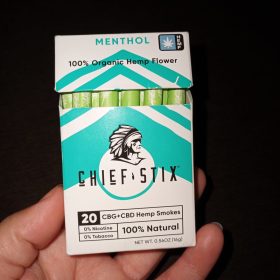 MENTHOL
HEMP
100% Organic Hemp Flower
CHIEF STIX
20 CBG+CBD Hemp Smokes
0% Nicotine
0% Tobacco
100% Natural
NET WT. 0.56OZ (16g)